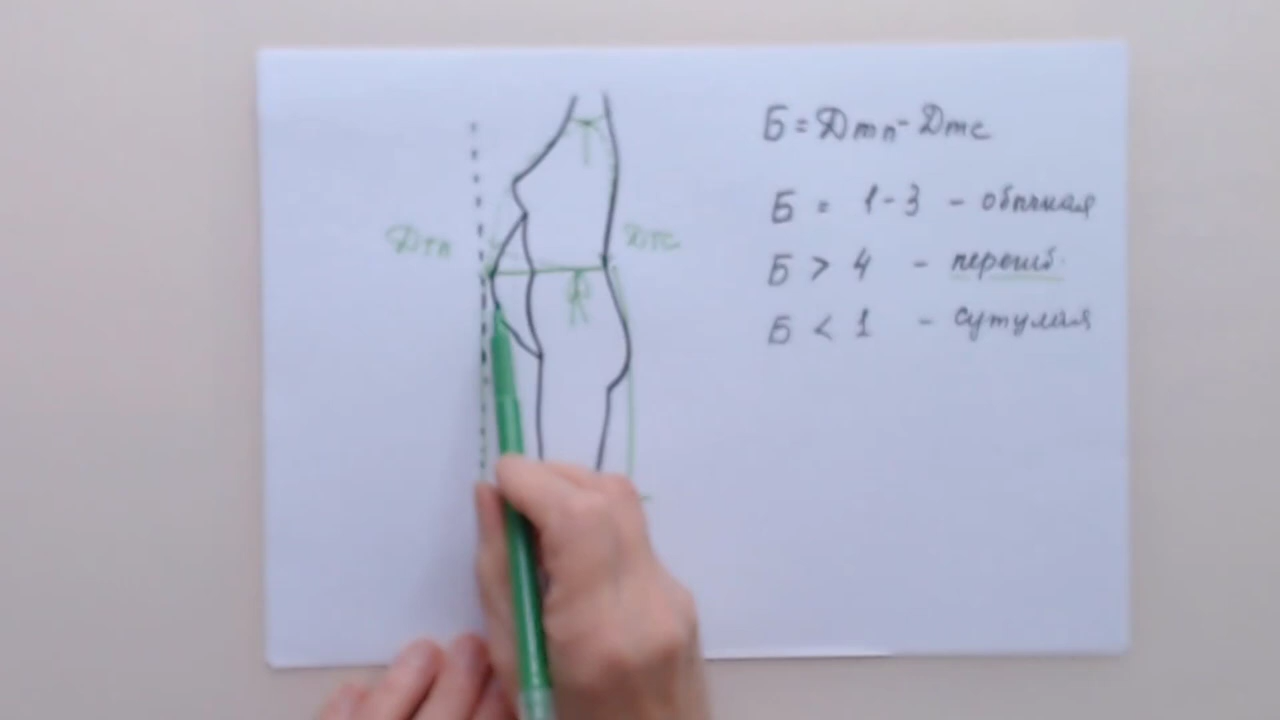 Б = Дтп - Дтс
Б = 1-3 - обычная
Б > 4 - перегиб.
Б < 1 - сутулая
Дтп
Дтс